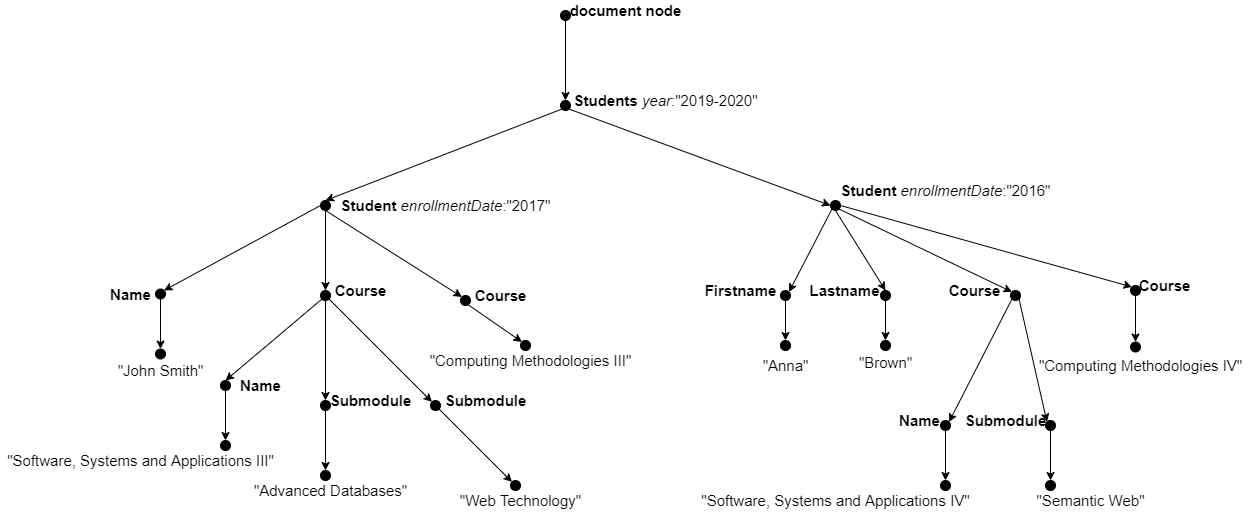 document node
Students year:"2019-2020"
Student enrollmentDate:"2017"
Student enrollmentDate:"2016"
Name
Course
Course
Firstname
Lastname
Course
Course
"John Smith"
"Computing Methodologies III"
"Anna"
"Brown"
"Computing Methodologies IV"
Name
Submodule
Submodule
Name
Submodule
"Software, Systems and Applications III"
"Advanced Databases"
"Web Technology"
"Software, Systems and Applications IV"
"Semantic Web"